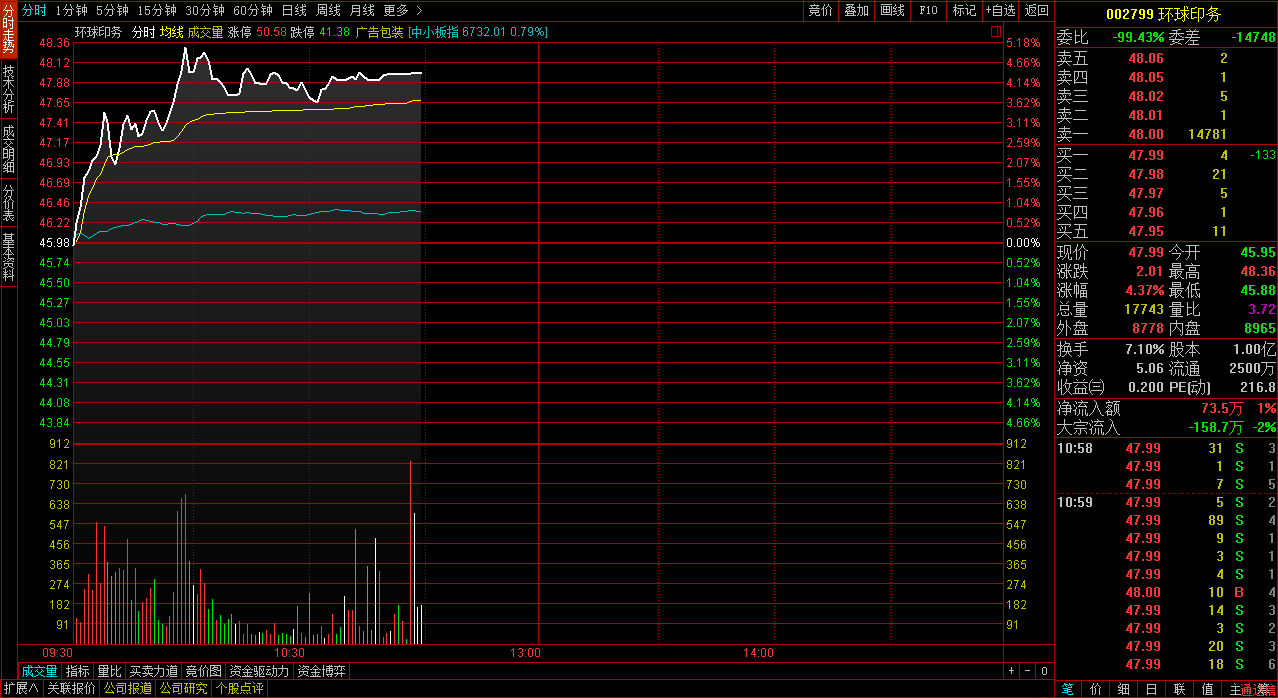 分时 1分钟 5分钟 15分钟 30分钟 60分钟 日线 周线 月线 更多 > 竞价 叠加 画线 F10 标记 +自选 返回
分时走势
技术分析
成交明细
分价表
基本资料
环球印务 分时 均线 成交量 涨停 50.58 跌停 41.38 广告包装 [中小板指 6732.01 0.79%]
48.36 5.18%
48.12 4.66%
47.88 4.14%
47.65 3.62%
47.41 3.11%
47.17 2.59%
46.93 2.07%
46.69 1.55%
46.46 1.04%
46.22 0.52%
45.98 0.00%
45.74 0.52%
45.50 1.04%
45.27 1.55%
45.03 2.07%
44.79 2.59%
44.55 3.11%
44.31 3.62%
44.08 4.14%
43.84 4.66%
912 912
821 821
730 730
638 638
547 547
456 456
365 365
274 274
182 182
91 91
09:30 10:30 13:00 14:00
成交量 指标 量比 买卖力道 竞价图 资金驱动力 资金博弈 + - 0
扩展∧ 关联报价 公司报道 公司研究 个股点评
002799 环球印务
委比 -99.43% 委差 -14748
卖五 48.06 2
卖四 48.05 1
卖三 48.02 5
卖二 48.01 1
卖一 48.00 14781
买一 47.99 4 -133
买二 47.98 21
买三 47.97 5
买四 47.96 1
买五 47.95 11
现价 47.99 今开 45.95
涨跌 2.01 最高 48.36
涨幅 4.37% 最低 45.88
总量 17743 量比 3.72
外盘 8778 内盘 8965
换手 7.10% 股本 1.00亿
净资 5.06 流通 2500万
收益㈢ 0.200 PE(动) 216.8
净流入额 73.5万 1%
大宗流入 -158.7万 -2%
10:58 47.99 31 S 3
47.99 1 S 1
47.99 7 S 5
10:59 47.99 5 S 2
47.99 89 S 4
47.99 9 S 1
47.99 3 S 1
47.99 4 S 1
48.00 10 B 4
47.99 14 S 3
47.99 3 S 2
47.99 20 S 3
47.99 18 S 6
笔 价 细 日 联 值 主